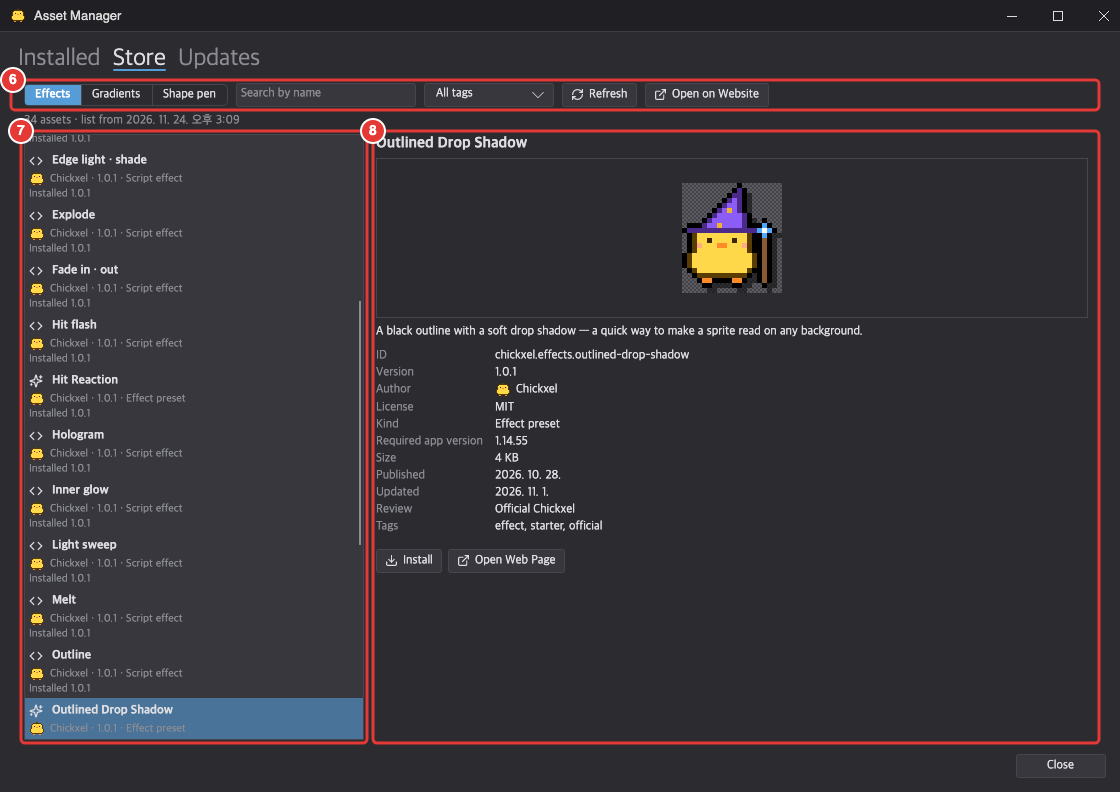 Asset Manager
Installed Store Updates
6
Effects Gradients Shape pen Search by name All tags Refresh Open on Website
34 assets · list from 2026. 11. 24. 오후 3:09
7
8
Installed 1.0.1
Edge light · shade
Chickxel · 1.0.1 · Script effect
Installed 1.0.1
Explode
Chickxel · 1.0.1 · Script effect
Installed 1.0.1
Fade in · out
Chickxel · 1.0.1 · Script effect
Installed 1.0.1
Hit flash
Chickxel · 1.0.1 · Script effect
Installed 1.0.1
Hit Reaction
Chickxel · 1.0.1 · Effect preset
Installed 1.0.1
Hologram
Chickxel · 1.0.1 · Script effect
Installed 1.0.1
Inner glow
Chickxel · 1.0.1 · Script effect
Installed 1.0.1
Light sweep
Chickxel · 1.0.1 · Script effect
Installed 1.0.1
Melt
Chickxel · 1.0.1 · Script effect
Installed 1.0.1
Outline
Chickxel · 1.0.1 · Script effect
Installed 1.0.1
Outlined Drop Shadow
Chickxel · 1.0.1 · Effect preset
Outlined Drop Shadow
A black outline with a soft drop shadow — a quick way to make a sprite read on any background.
ID chickxel.effects.outlined-drop-shadow
Version 1.0.1
Author Chickxel
License MIT
Kind Effect preset
Required app version 1.14.55
Size 4 KB
Published 2026. 10. 28.
Updated 2026. 11. 1.
Review Official Chickxel
Tags effect, starter, official
Install Open Web Page
Close